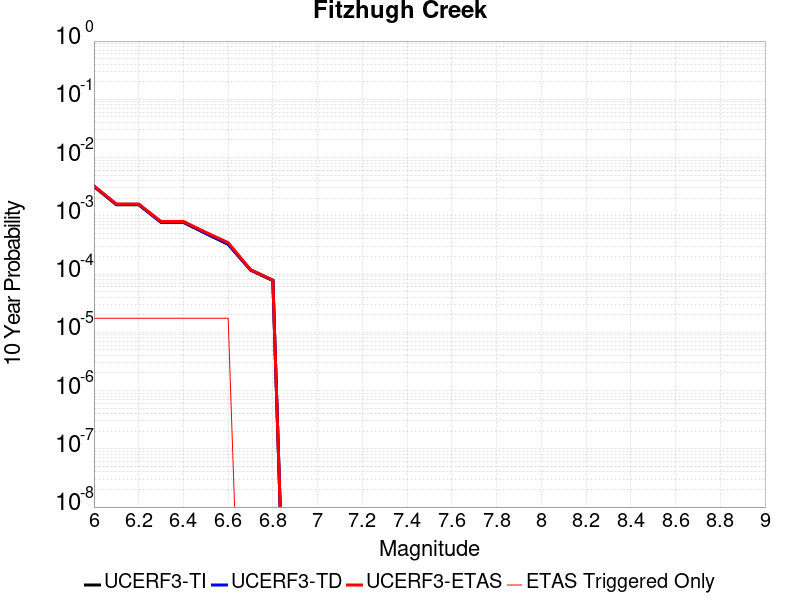 Fitzhugh Creek
10^0
10^-1
10^-2
10^-3
10^-4
10^-5
10^-6
10^-7
10^-8
10 Year Probability
6 6.2 6.4 6.6 6.8 7 7.2 7.4 7.6 7.8 8 8.2 8.4 8.6 8.8 9
Magnitude
UCERF3-TI UCERF3-TD UCERF3-ETAS ETAS Triggered Only